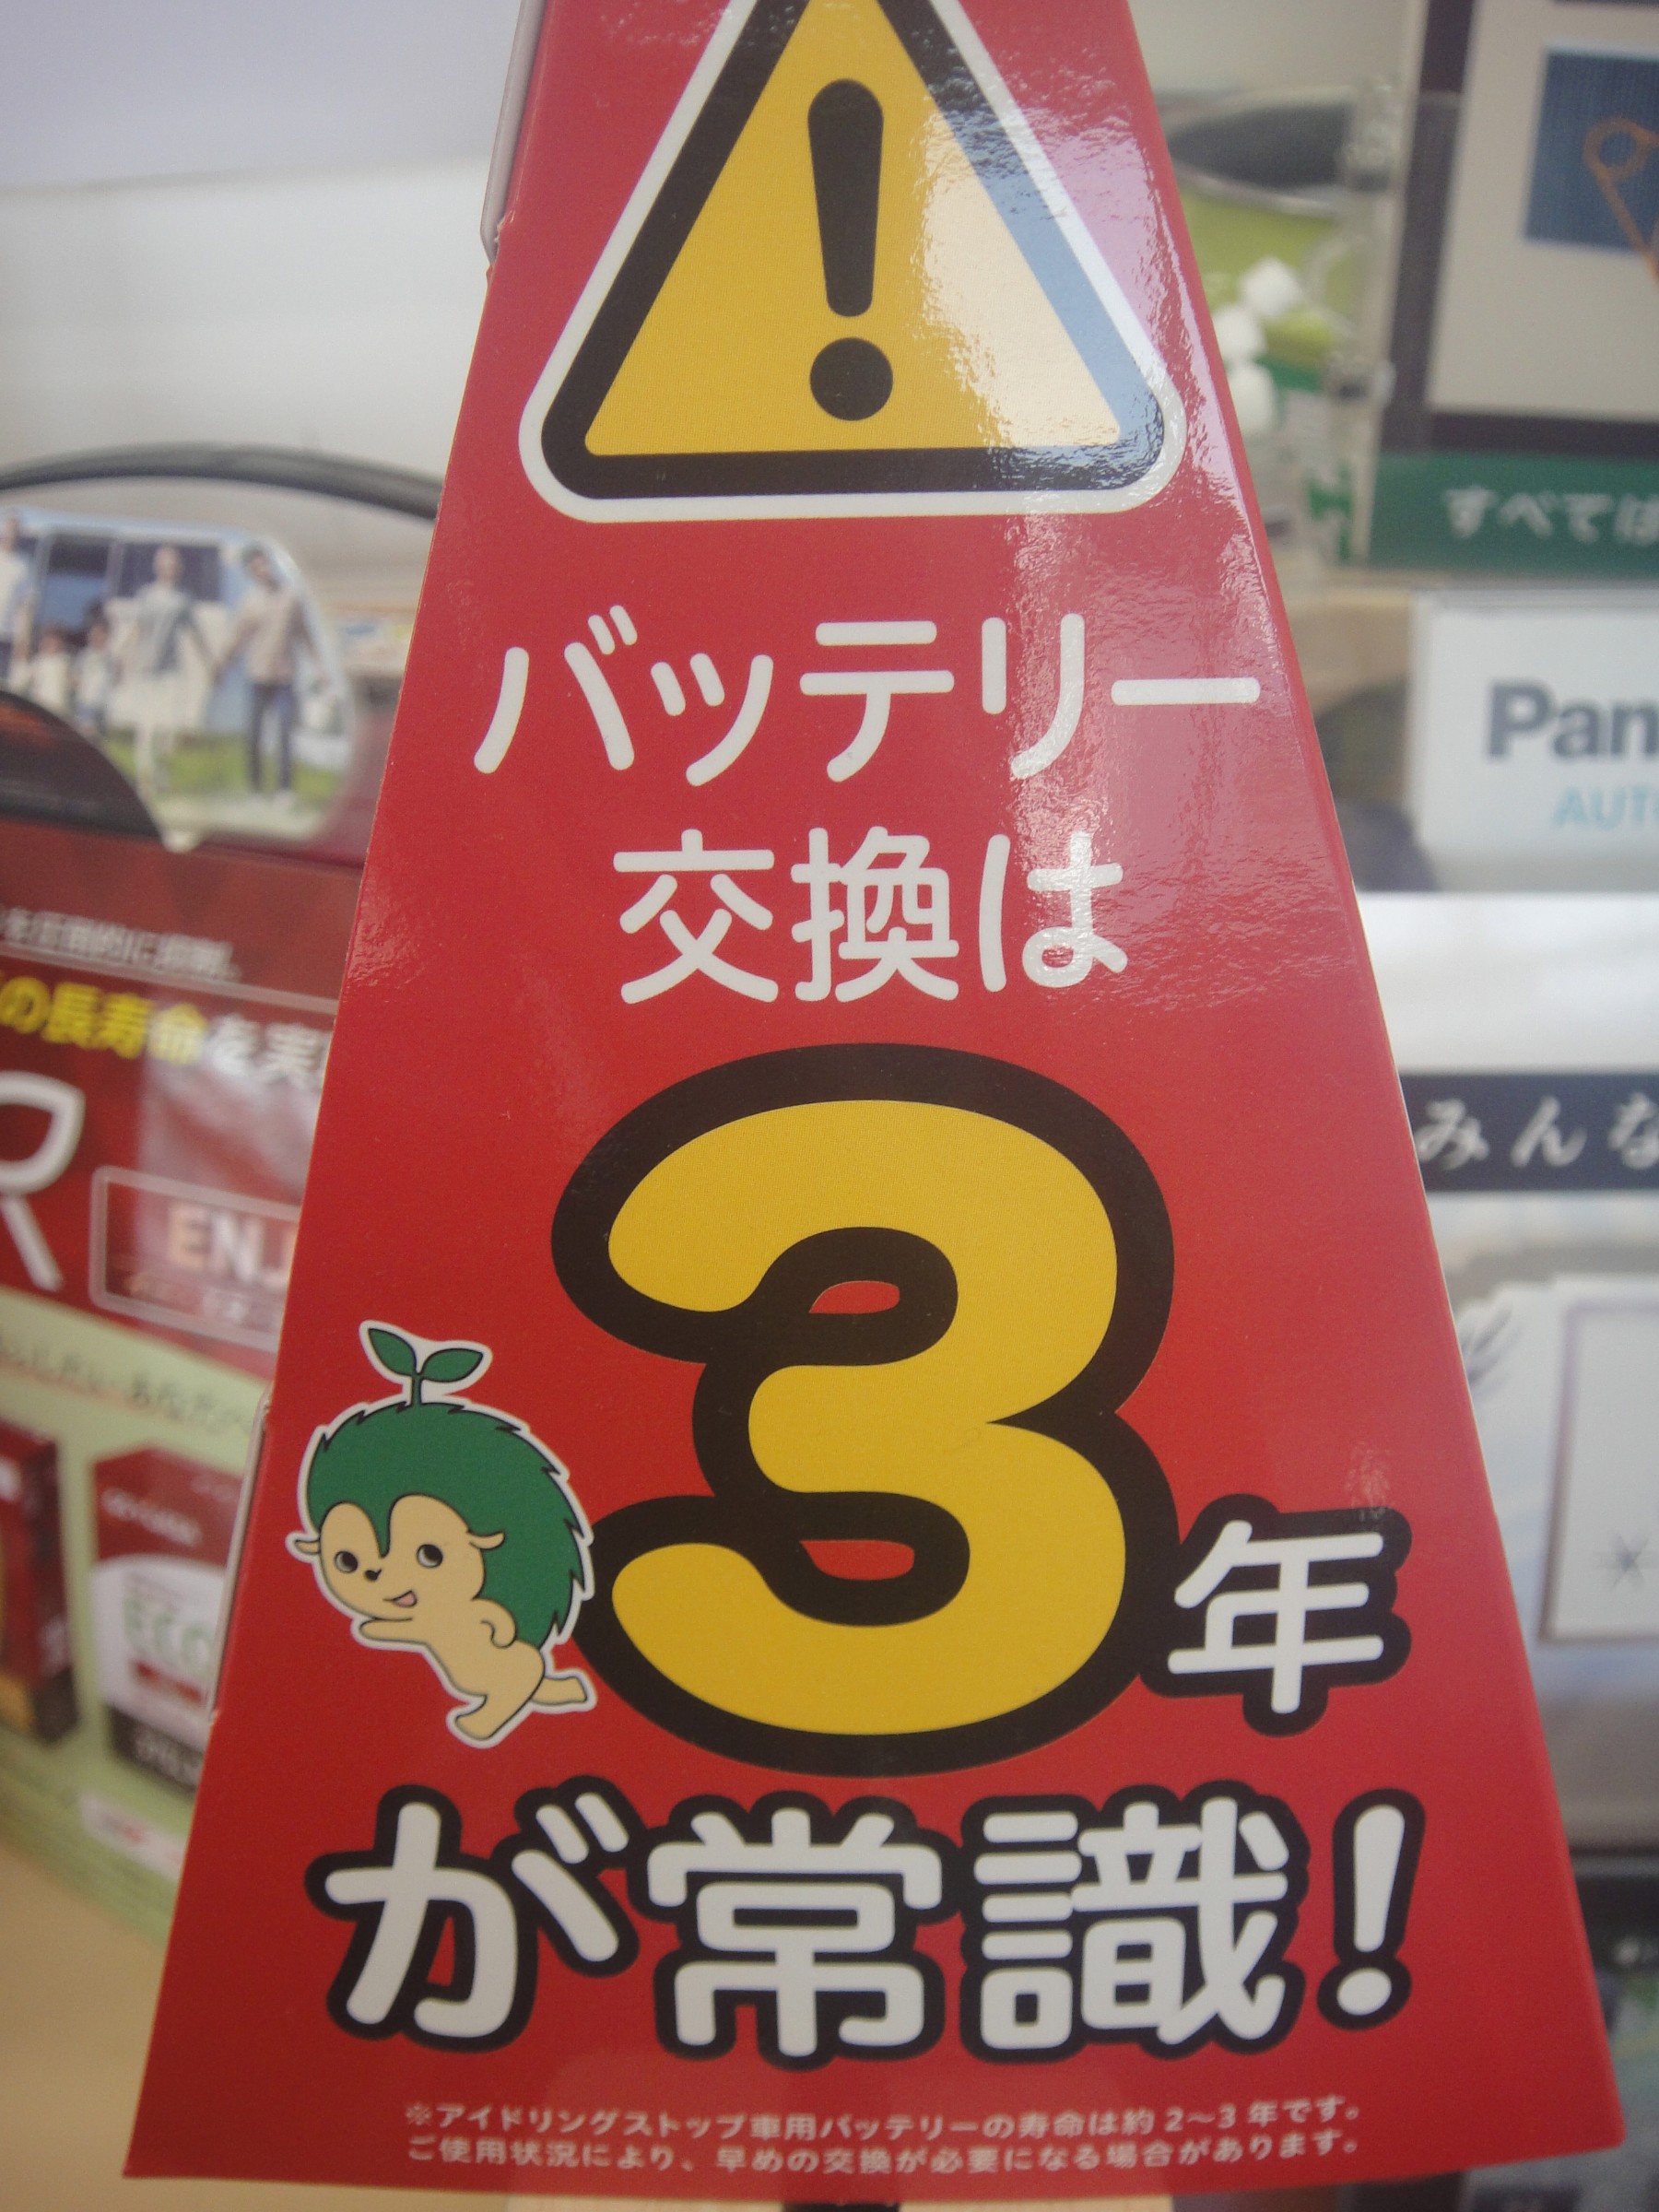 バッテリー
交換は
3年
が常識!
※アイドリングストップ車用バッテリーの寿命は約2～3年です。
ご使用状況により、早めの交換が必要になる場合があります。
すべては
Pan
AUTO
みんな
の長寿命を実
R
ENJ
ECO